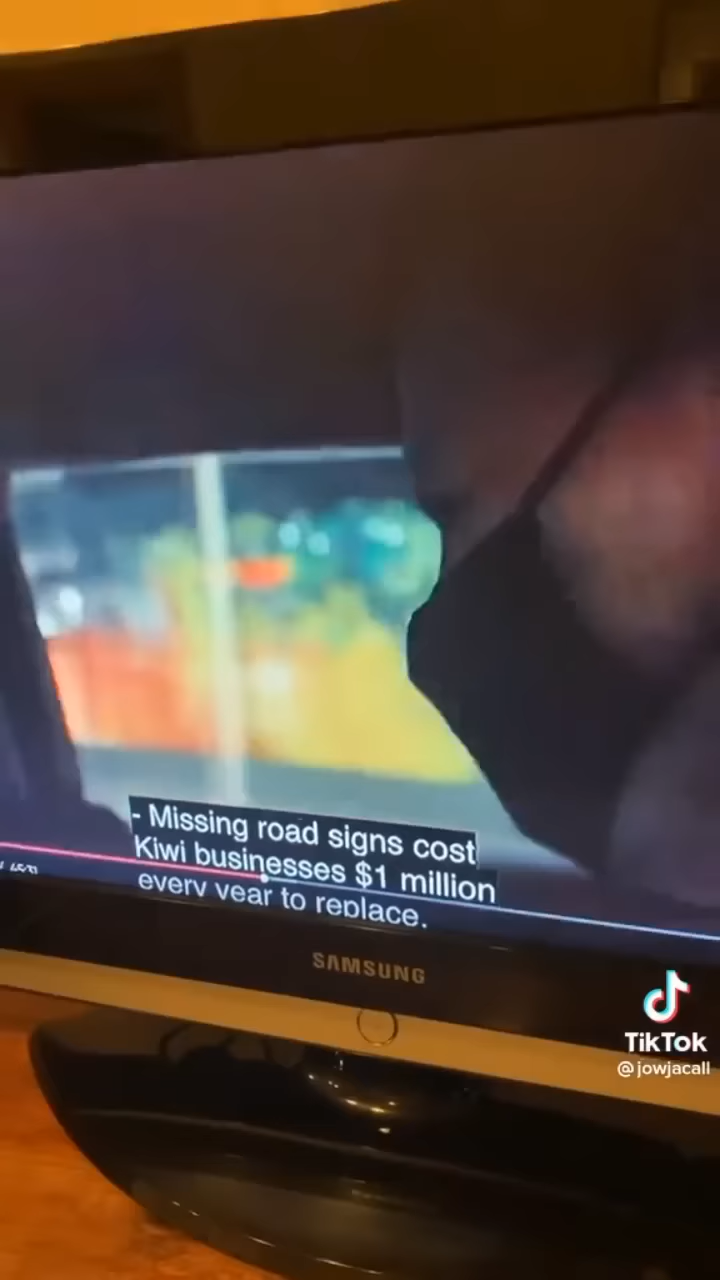 - Missing road signs cost
Kiwi businesses $1 million
every year to replace.
SAMSUNG
TikTok
@jowjacall